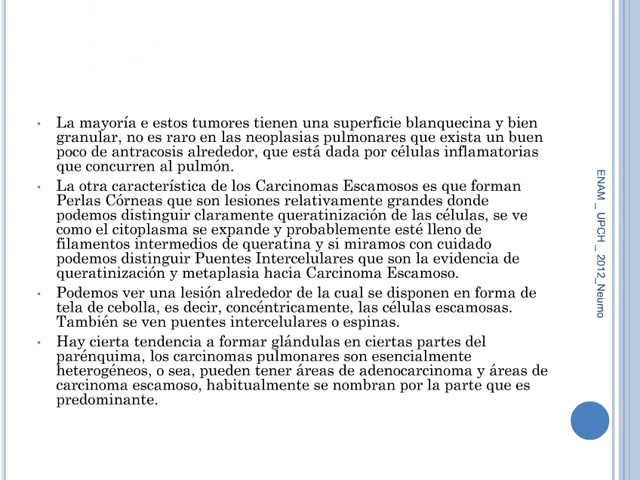 • La mayoría e estos tumores tienen una superficie blanquecina y bien
granular, no es raro en las neoplasias pulmonares que exista un buen
poco de antracosis alrededor, que está dada por células inflamatorias
que concurren al pulmón.
• La otra característica de los Carcinomas Escamosos es que forman
Perlas Córneas que son lesiones relativamente grandes donde
podemos distinguir claramente queratinización de las células, se ve
como el citoplasma se expande y probablemente esté lleno de
filamentos intermedios de queratina y si miramos con cuidado
podemos distinguir Puentes Intercelulares que son la evidencia de
queratinización y metaplasia hacia Carcinoma Escamoso.
• Podemos ver una lesión alrededor de la cual se disponen en forma de
tela de cebolla, es decir, concéntricamente, las células escamosas.
También se ven puentes intercelulares o espinas.
• Hay cierta tendencia a formar glándulas en ciertas partes del
parénquima, los carcinomas pulmonares son esencialmente
heterogéneos, o sea, pueden tener áreas de adenocarcinoma y áreas de
carcinoma escamoso, habitualmente se nombran por la parte que es
predominante.
ENAM _ UPCH _ 2012_Neumo